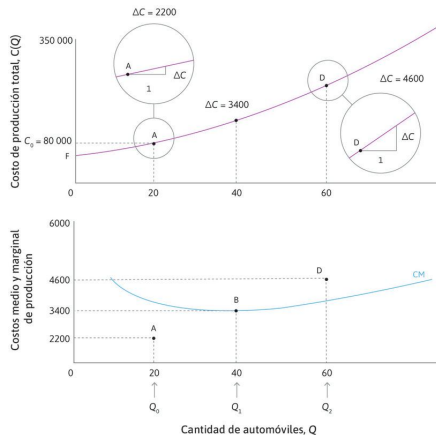 ΔC = 2200
Costo de producción total, C(Q)
350 000
A
ΔC
1
D
ΔC = 4600
ΔC = 3400
C₀ = 80 000
A
F
D
ΔC
1
0
20
40
60
80
Costos medio y marginal
de producción
6000
4600
3400
2200
D
CM
B
A
0
20
40
60
80
Q₀
Q₁
Q₂
Cantidad de automóviles, Q